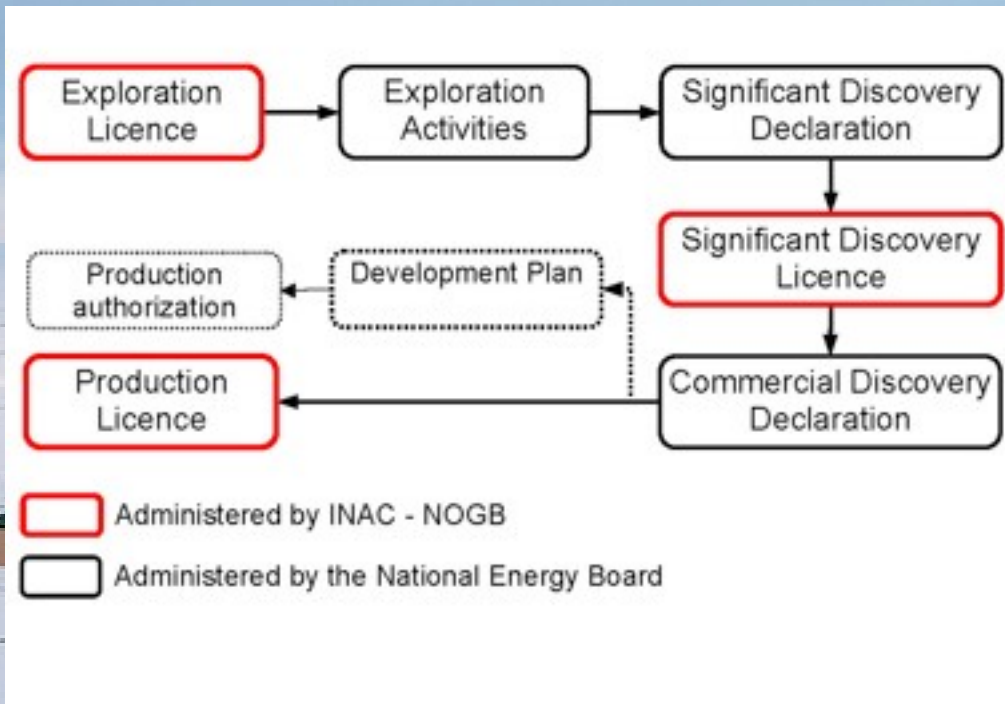 Exploration
Licence
Exploration
Activities
Significant Discovery
Declaration
Significant Discovery
Licence
Production
authorization
Development Plan
Production
Licence
Commercial Discovery
Declaration
Administered by INAC - NOGB
Administered by the National Energy Board